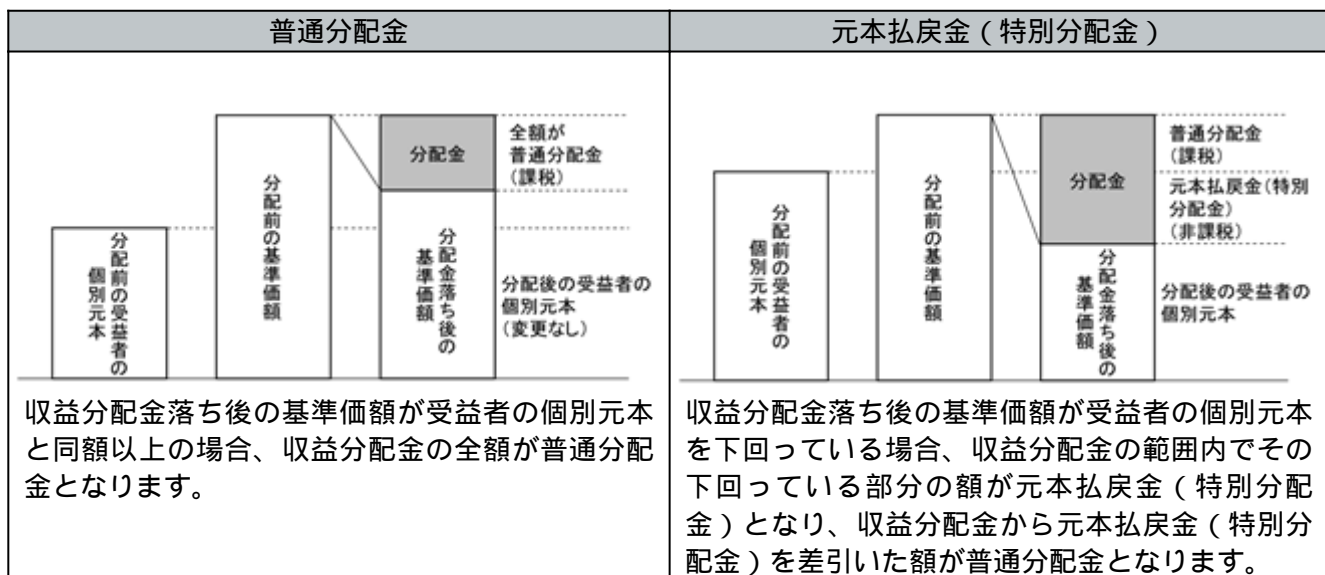 普通分配金
分配前の受益者の
個別元本
分配前の基準価額
分配金
分配金落ち後の
基準価額
全額が
普通分配金
(課税)
分配後の受益者の
個別元本
(変更なし)
収益分配金落ち後の基準価額が受益者の個別元本
と同額以上の場合、収益分配金の全額が普通分配
金となります。
元本払戻金(特別分配金)
分配前の受益者の
個別元本
分配前の基準価額
分配金
分配金落ち後の
基準価額
普通分配金
(課税)
元本払戻金(特別
分配金)
(非課税)
分配後の受益者の
個別元本
収益分配金落ち後の基準価額が受益者の個別元本
を下回っている場合、収益分配金の範囲内でその
下回っている部分の額が元本払戻金(特別分配
金)となり、収益分配金から元本払戻金(特別分
配金)を差引いた額が普通分配金となります。